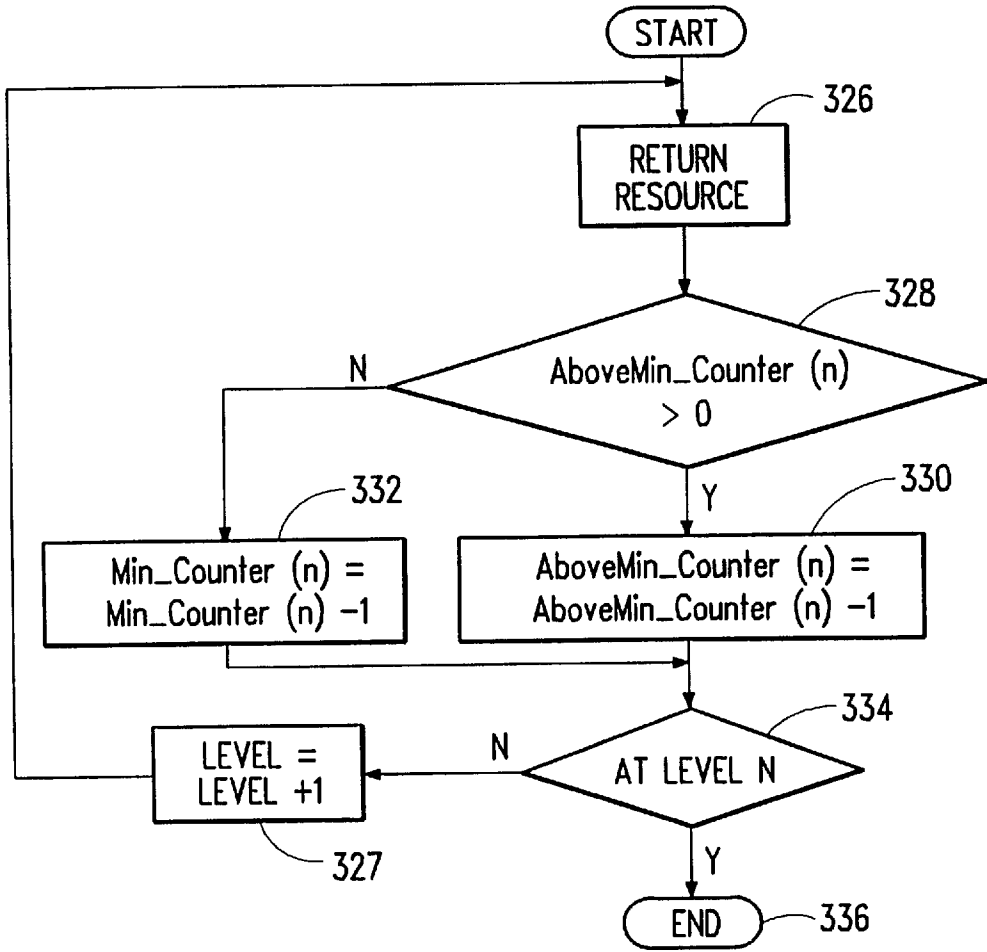 START
326
RETURN
RESOURCE
328
N
AboveMin_Counter (n)
> 0
332
Y
330
Min_Counter (n) =
Min_Counter (n) -1
AboveMin_Counter (n) =
AboveMin_Counter (n) -1
334
LEVEL =
LEVEL +1
N
AT LEVEL N
327
Y
END
336